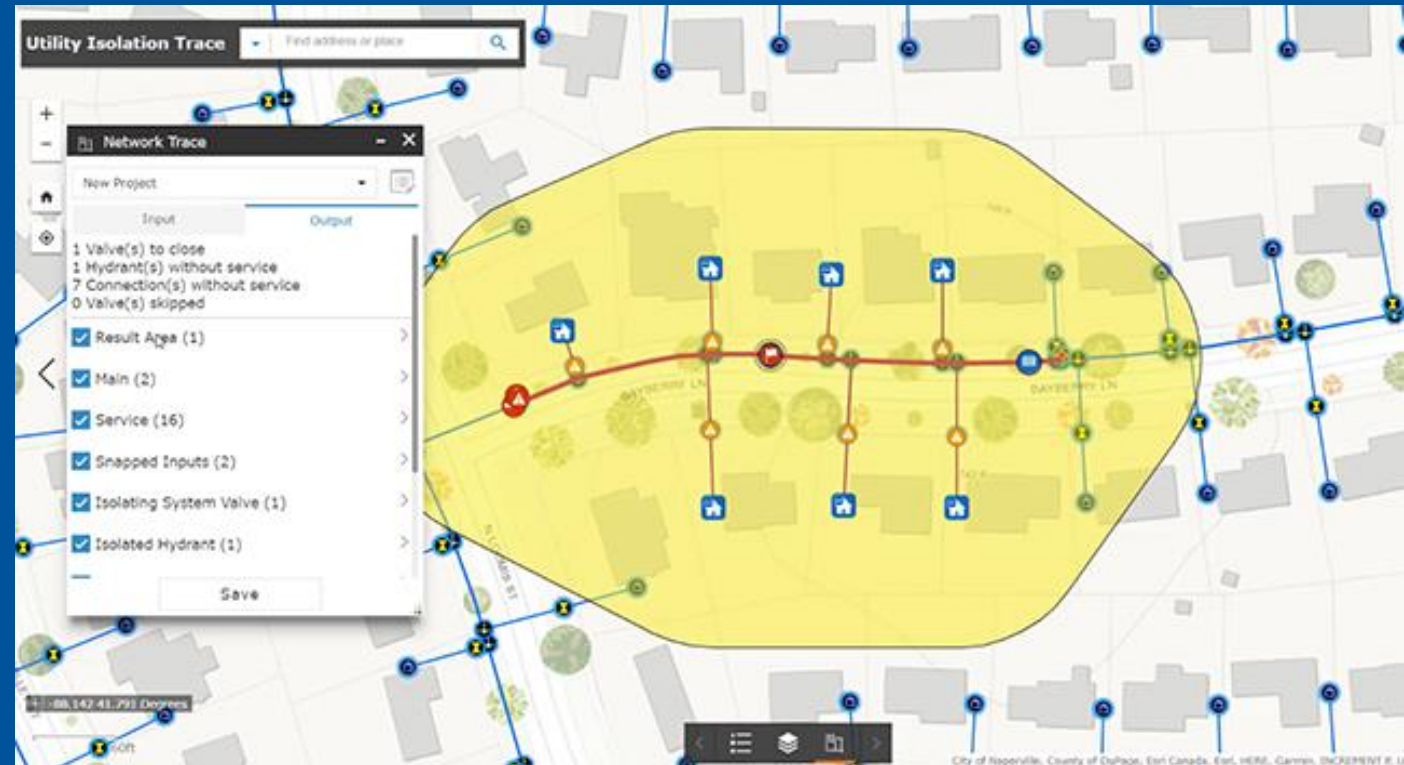 Utility Isolation Trace
Find address or place
Network Trace
New Project
Input Output
1 Valve(s) to close
1 Hydrant(s) without service
7 Connection(s) without service
0 Valve(s) skipped
Result Area (1)
Main (2)
Service (16)
Snapped Inputs (2)
Isolating System Valve (1)
Isolated Hydrant (1)
Save
BAYBERRY LN
BAYBERRY LN
N LOOMIS ST
-88.142 41.791 Degrees
60ft
City of Naperville, County of DuPage, Esri Canada, Esri, HERE, Garmin, INCREMENT P,